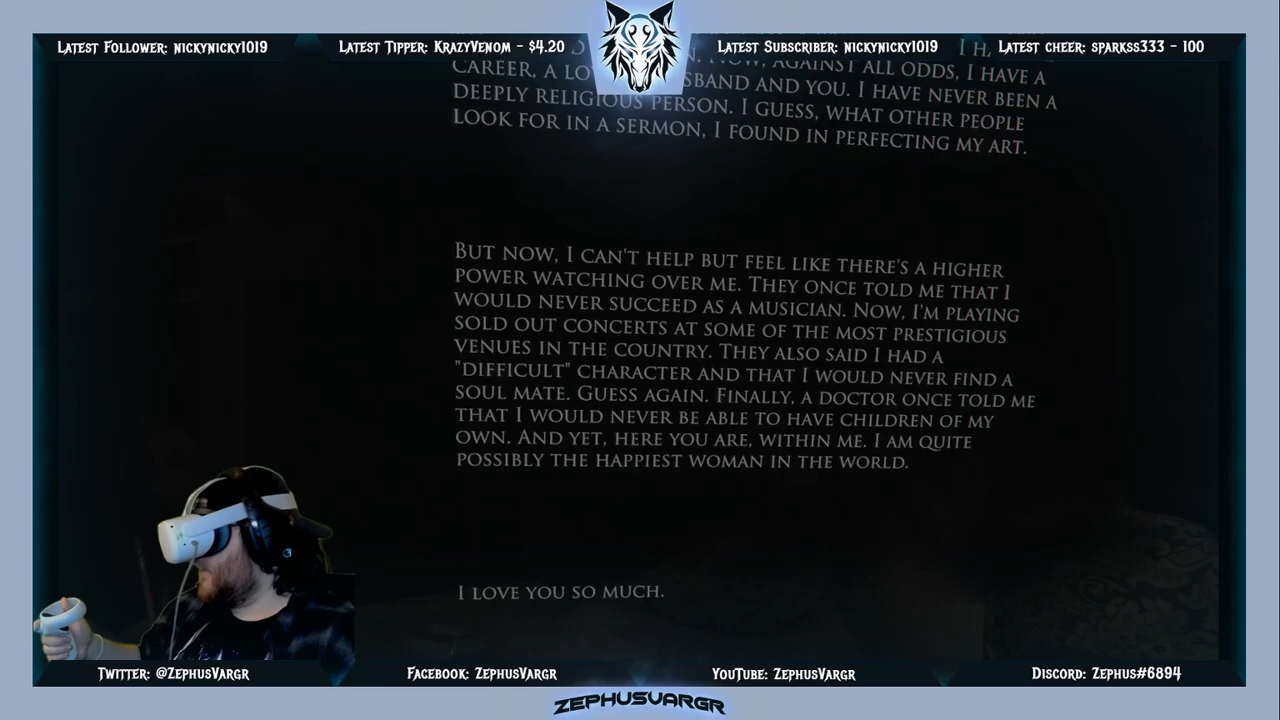 Latest Follower: nickynicky1019
Latest Tipper: KrazyVenom - $4.20
Latest Subscriber: nickynicky1019
Latest cheer: sparkss333 - 100
Now, against all odds, I have a
career, a and you. I have never been a
deeply religious person. I guess, what other people
look for in a sermon, I found in perfecting my art.
But now, I can't help but feel like there's a higher
power watching over me. They once told me that I
would never succeed as a musician. Now, I'm playing
sold out concerts at some of the most prestigious
venues in the country. They also said I had a
"difficult" character and that I would never find a
soul mate. Guess again. Finally, a doctor once told me
that I would never be able to have children of my
own. And yet, here you are, within me. I am quite
possibly the happiest woman in the world.
I love you so much.
Twitter: @ZephusVargr
Facebook: ZephusVargr
YouTube: ZephusVargr
Discord: Zephus#6894
ZEPHUSVARGR